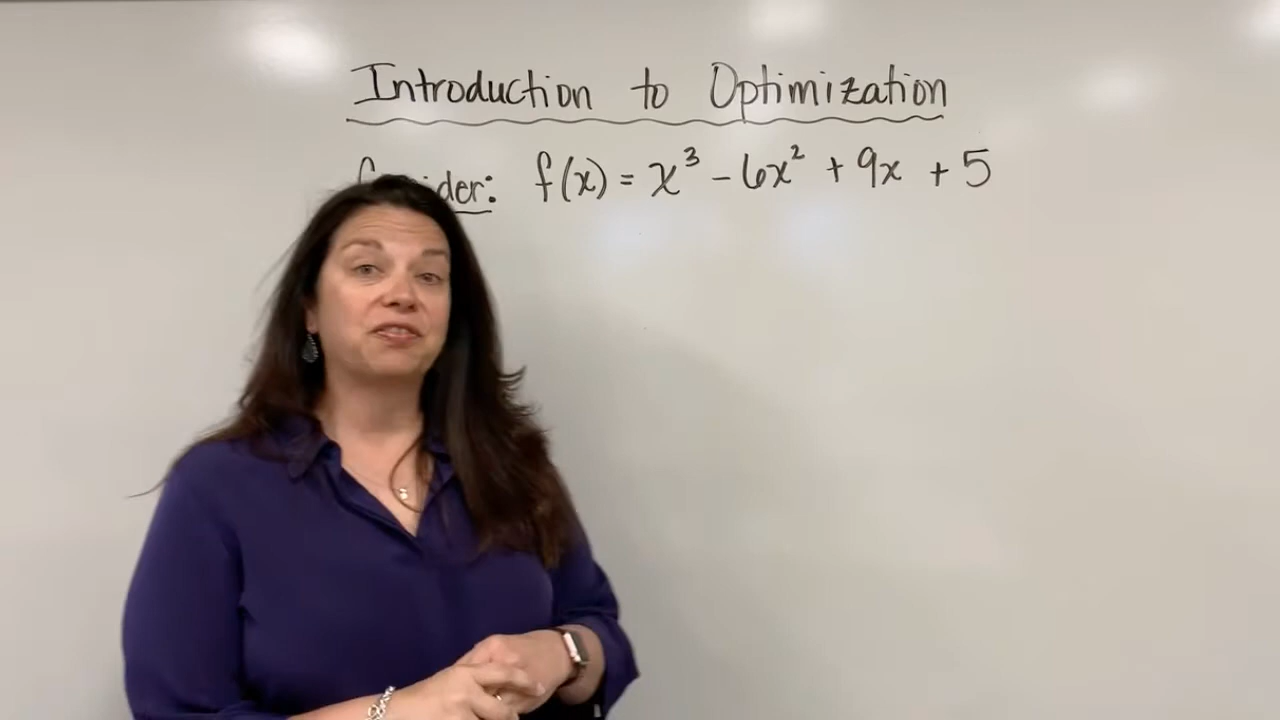 Introduction to Optimization
f(x) = x³ - 6x² + 9x + 5